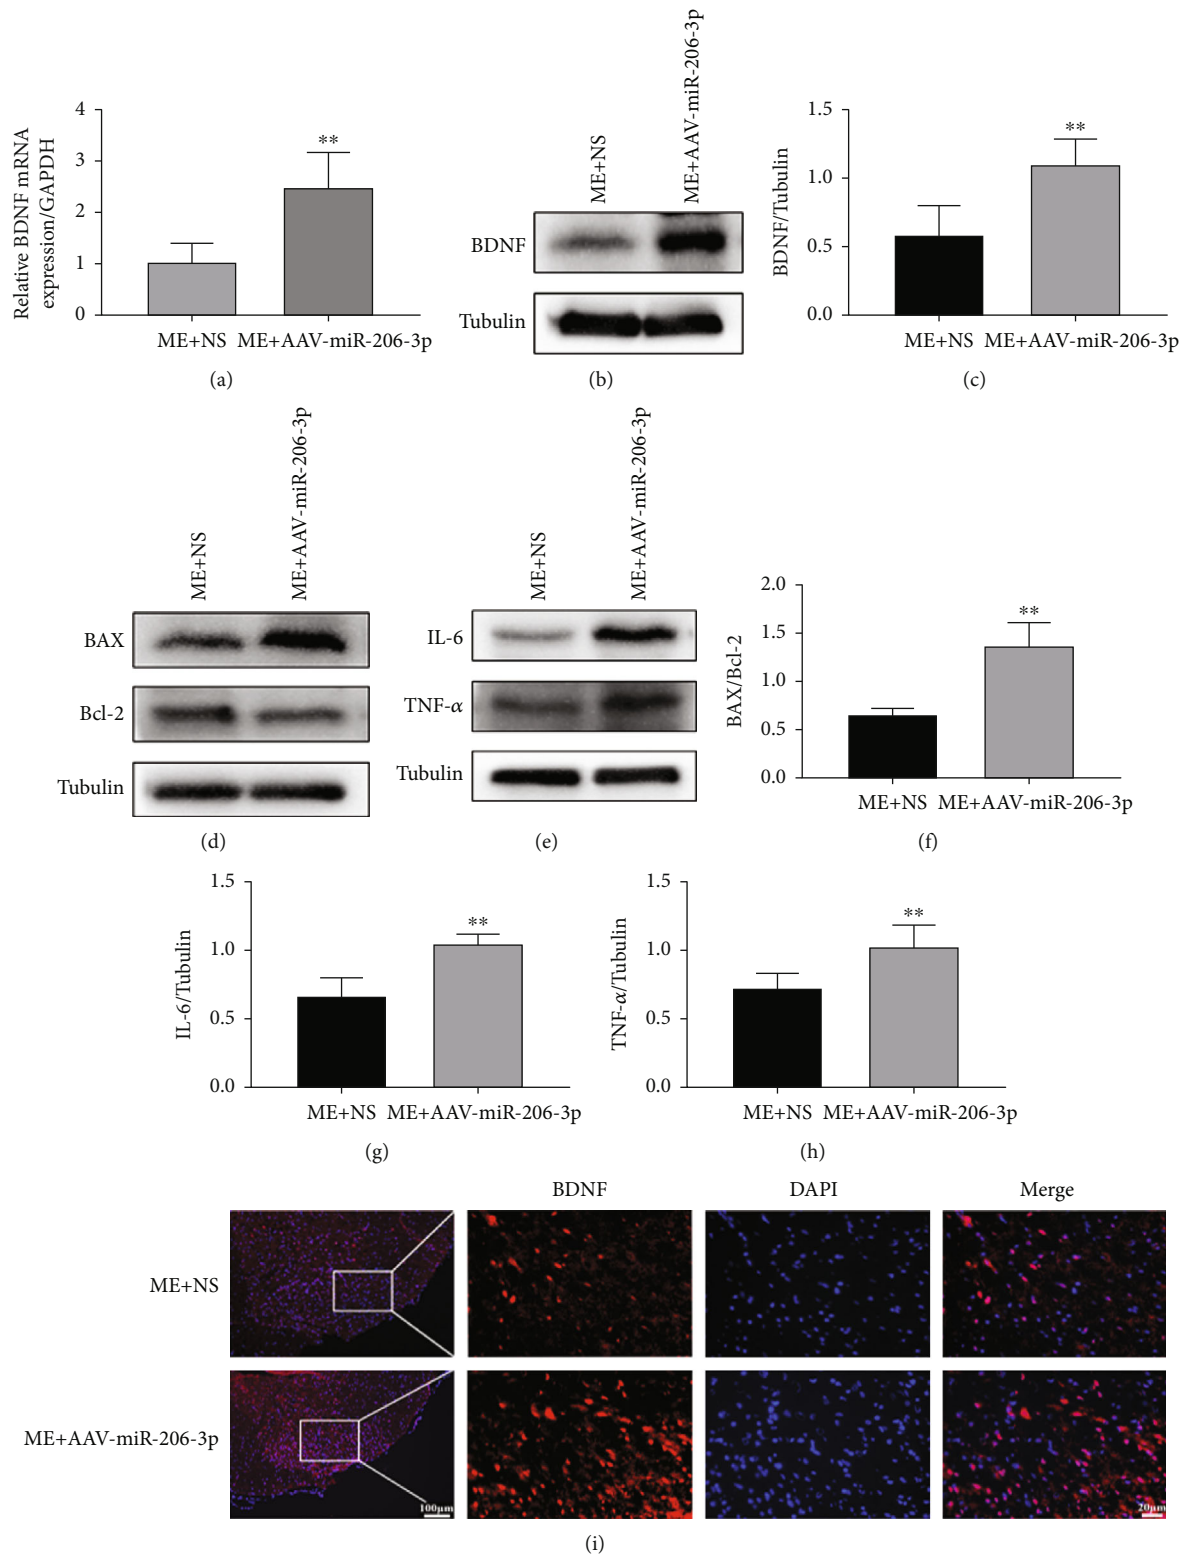 Relative BDNF mRNA
expression/GAPDH
4
3
2
1
0
**
ME+NS ME+AAV-miR-206-3p
(a)
ME+NS
ME+AAV-miR-206-3p
BDNF
Tubulin
(b)
BDNF/Tubulin
1.5
1.0
0.5
0.0
**
ME+NS ME+AAV-miR-206-3p
(c)
ME+NS
ME+AAV-miR-206-3p
BAX
Bcl-2
Tubulin
(d)
ME+NS
ME+AAV-miR-206-3p
IL-6
TNF-α
Tubulin
(e)
BAX/Bcl-2
2.0
1.5
1.0
0.5
0.0
**
ME+NS ME+AAV-miR-206-3p
(f)
IL-6/Tubulin
1.5
1.0
0.5
0.0
**
ME+NS ME+AAV-miR-206-3p
(g)
TNF-α/Tubulin
1.5
1.0
0.5
0.0
**
ME+NS ME+AAV-miR-206-3p
(h)
BDNF DAPI Merge
ME+NS
ME+AAV-miR-206-3p
100μm
20μm
(i)